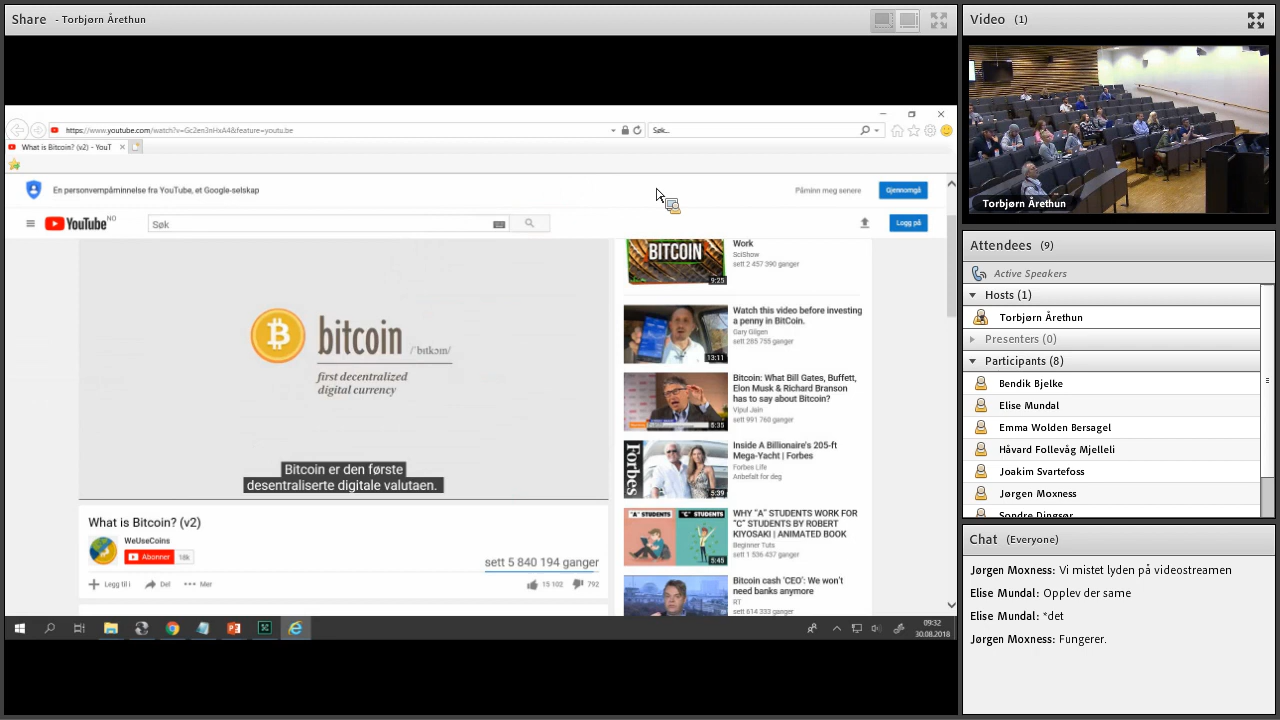 Share - Torbjørn Årethun
https://www.youtube.com/watch?v=Gc2en3nHxA4&feature=youtu.be
Søk...
What is Bitcoin? (v2) - YouT
En personvernpåminnelse fra YouTube, et Google-selskap
Påminn meg senere
Gjennomgå
YouTube NO
Søk
Logg på
bitcoin /ˈbɪtkɔɪn/
first decentralized
digital currency
Bitcoin er den første
desentraliserte digitale valutaen.
What is Bitcoin? (v2)
WeUseCoins
Abonner 18k
sett 5 840 194 ganger
Legg til i
Del
Mer
15 102
792
BITCOIN
9:25
Work
SciShow
sett 2 457 390 ganger
13:11
Watch this video before investing
a penny in BitCoin.
Gary Gilgen
sett 285 755 ganger
5:35
Bitcoin: What Bill Gates, Buffett,
Elon Musk & Richard Branson
has to say about Bitcoin?
Vipul Jain
sett 991 760 ganger
Forbes
5:39
Inside A Billionaire's 205-ft
Mega-Yacht | Forbes
Forbes Life
Anbefalt for deg
"A" STUDENTS
"C" STUDENTS
5:45
WHY "A" STUDENTS WORK FOR
"C" STUDENTS BY ROBERT
KIYOSAKI | ANIMATED BOOK
Beginner Tuts
sett 1 536 437 ganger
Bitcoin cash 'CEO': We won't
need banks anymore
RT
sett 614 333 ganger
09:32
30.08.2018
Video (1)
Torbjørn Årethun
Attendees (9)
Active Speakers
Hosts (1)
Torbjørn Årethun
Presenters (0)
Participants (8)
Bendik Bjelke
Elise Mundal
Emma Wolden Bersagel
Håvard Follevåg Mjelleli
Joakim Svartefoss
Jørgen Moxness
Sondre Dingsør
Chat (Everyone)
Jørgen Moxness: Vi mistet lyden på videostreamen
Elise Mundal: Opplev der same
Elise Mundal: *det
Jørgen Moxness: Fungerer.